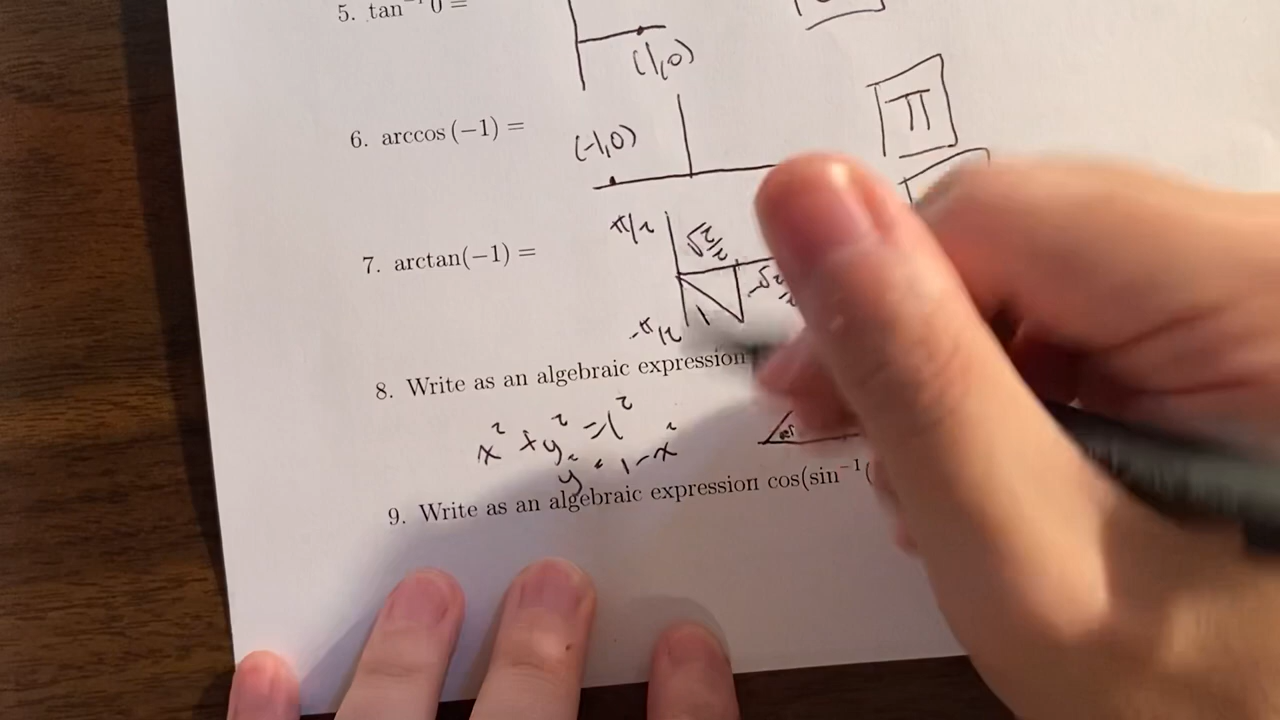 5. tan⁻¹ 0 =
(1,0)
6. arccos (−1) =
(-1,0)
π
7. arctan(−1) =
π/2
√2/2
-√2/2
1
-π/2
8. Write as an algebraic expression
x² + y² = 1²
y² = 1 - x²
9. Write as an algebraic expression cos(sin⁻¹(